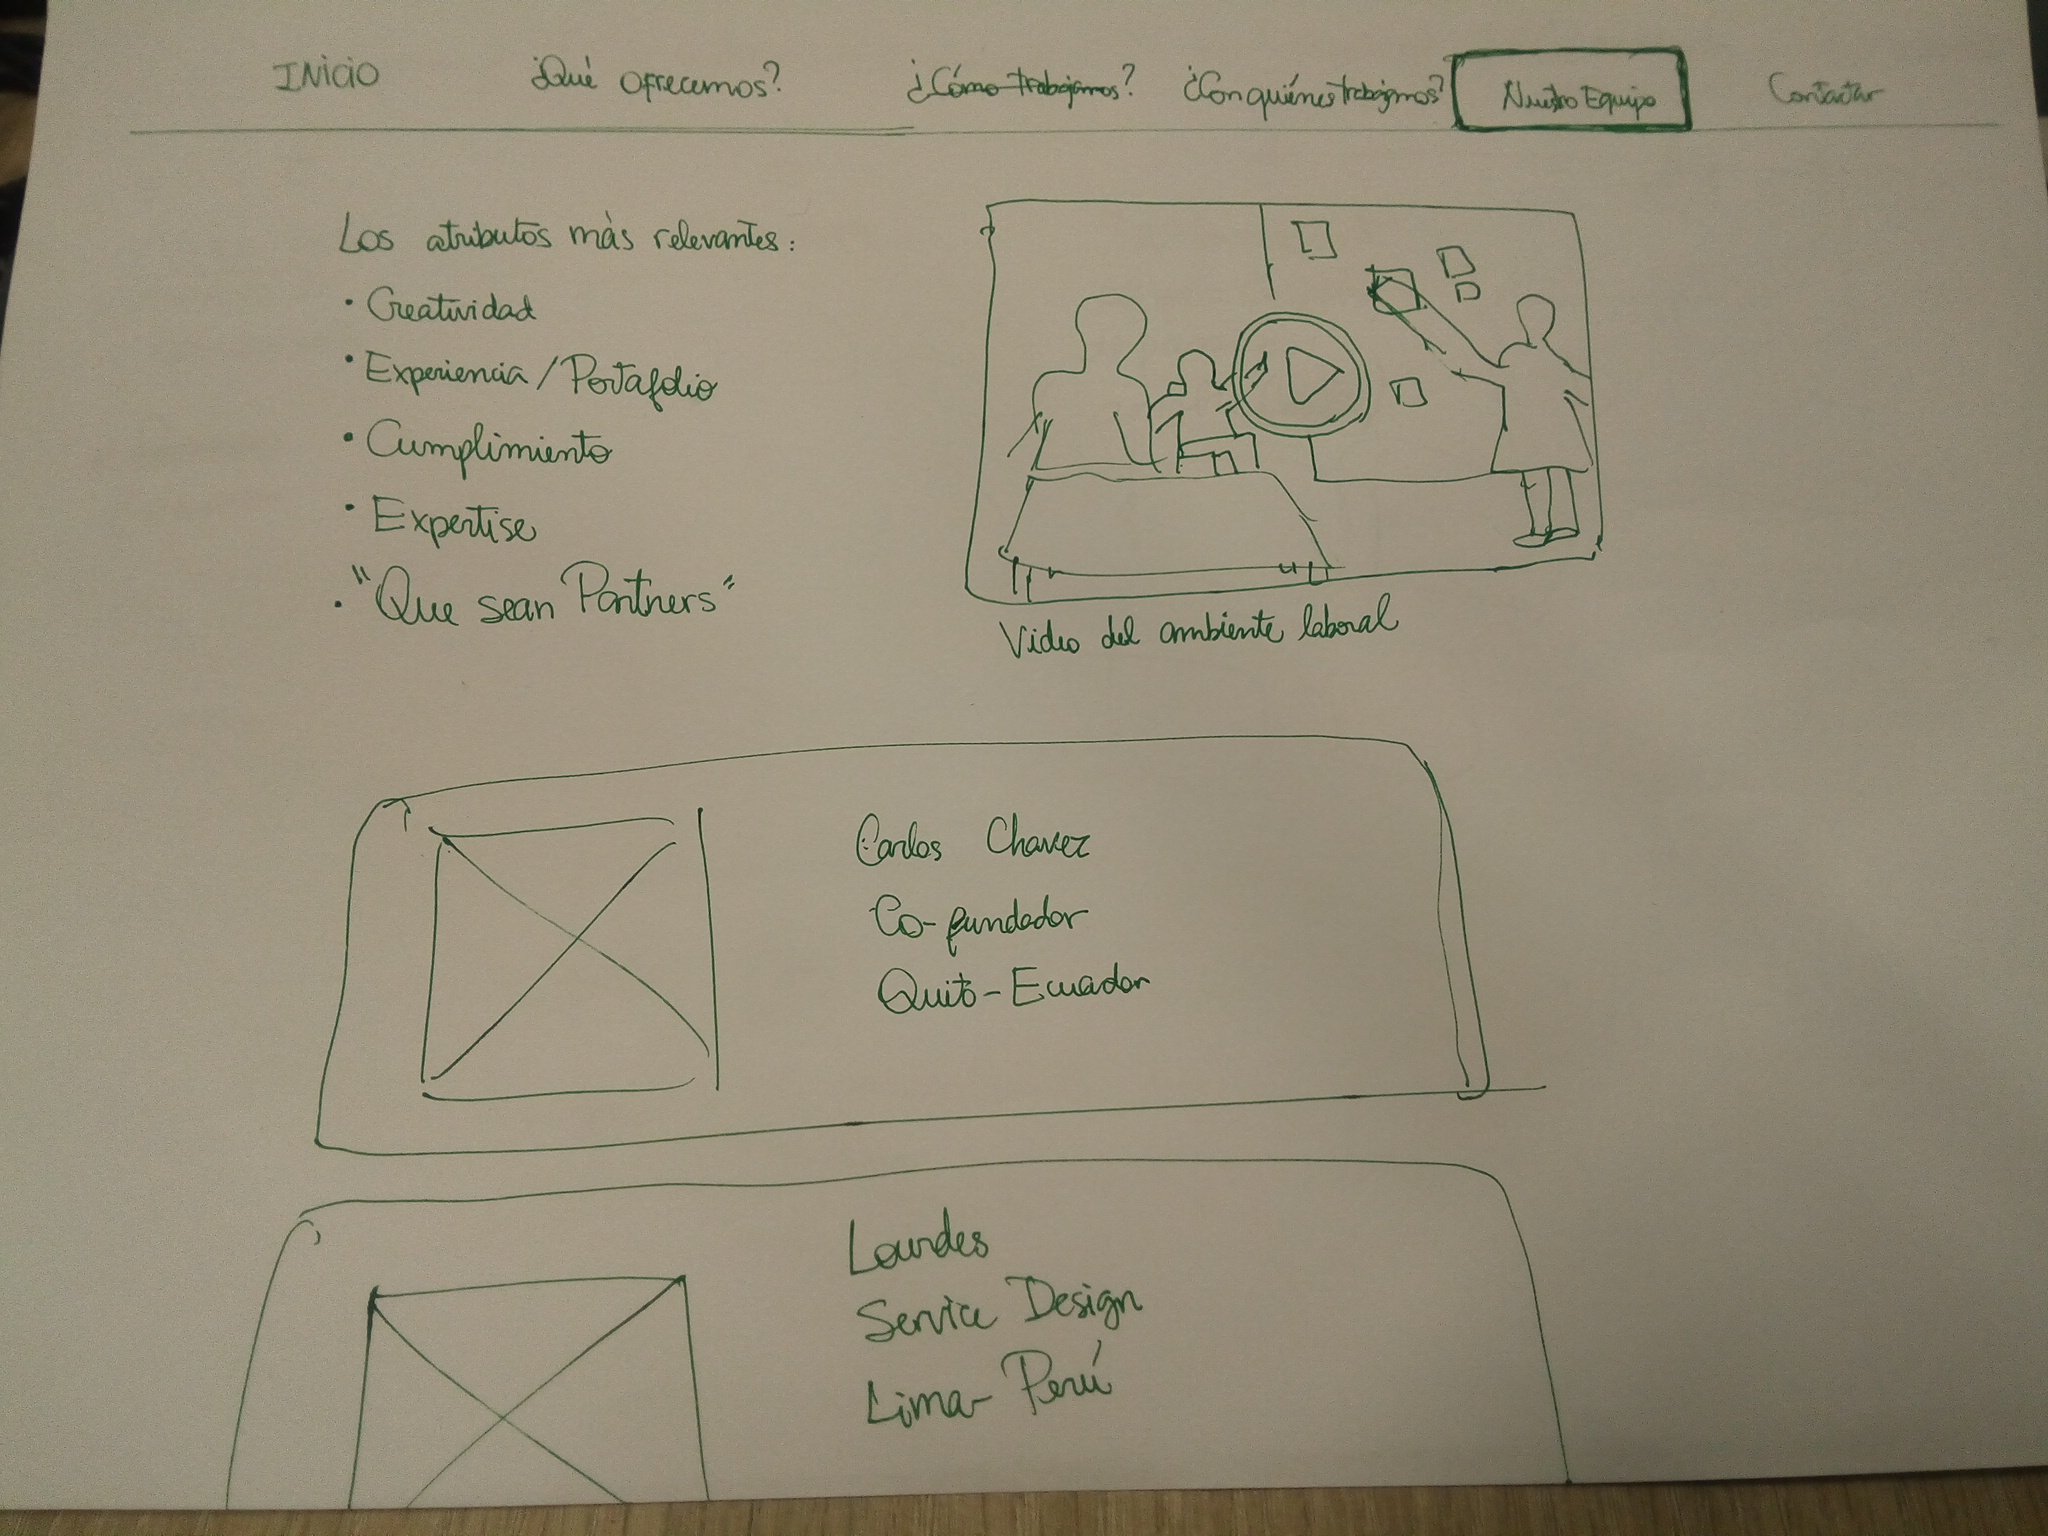 INICIO ¿Qué ofrecemos? ¿Cómo trabajamos? ¿Con quiénes trabajamos? Nuestro Equipo Contactar
Los atributos más relevantes:
• Creatividad
• Experiencia / Portafolio
• Cumplimiento
• Expertise
• "Que sean Partners"
Video del ambiente laboral
Carlos Chavez
Co-fundador
Quito - Ecuador
Lourdes
Service Design
Lima - Perú